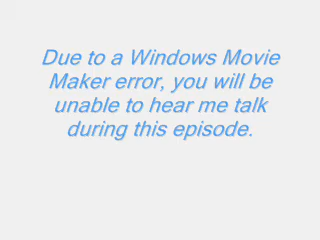 Due to a Windows Movie
Maker error, you will be
unable to hear me talk
during this episode.